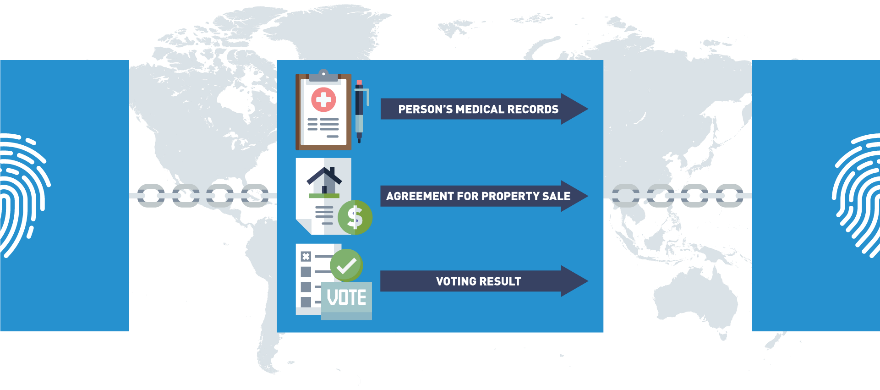 PERSON'S MEDICAL RECORDS
AGREEMENT FOR PROPERTY SALE
$
VOTE
VOTING RESULT